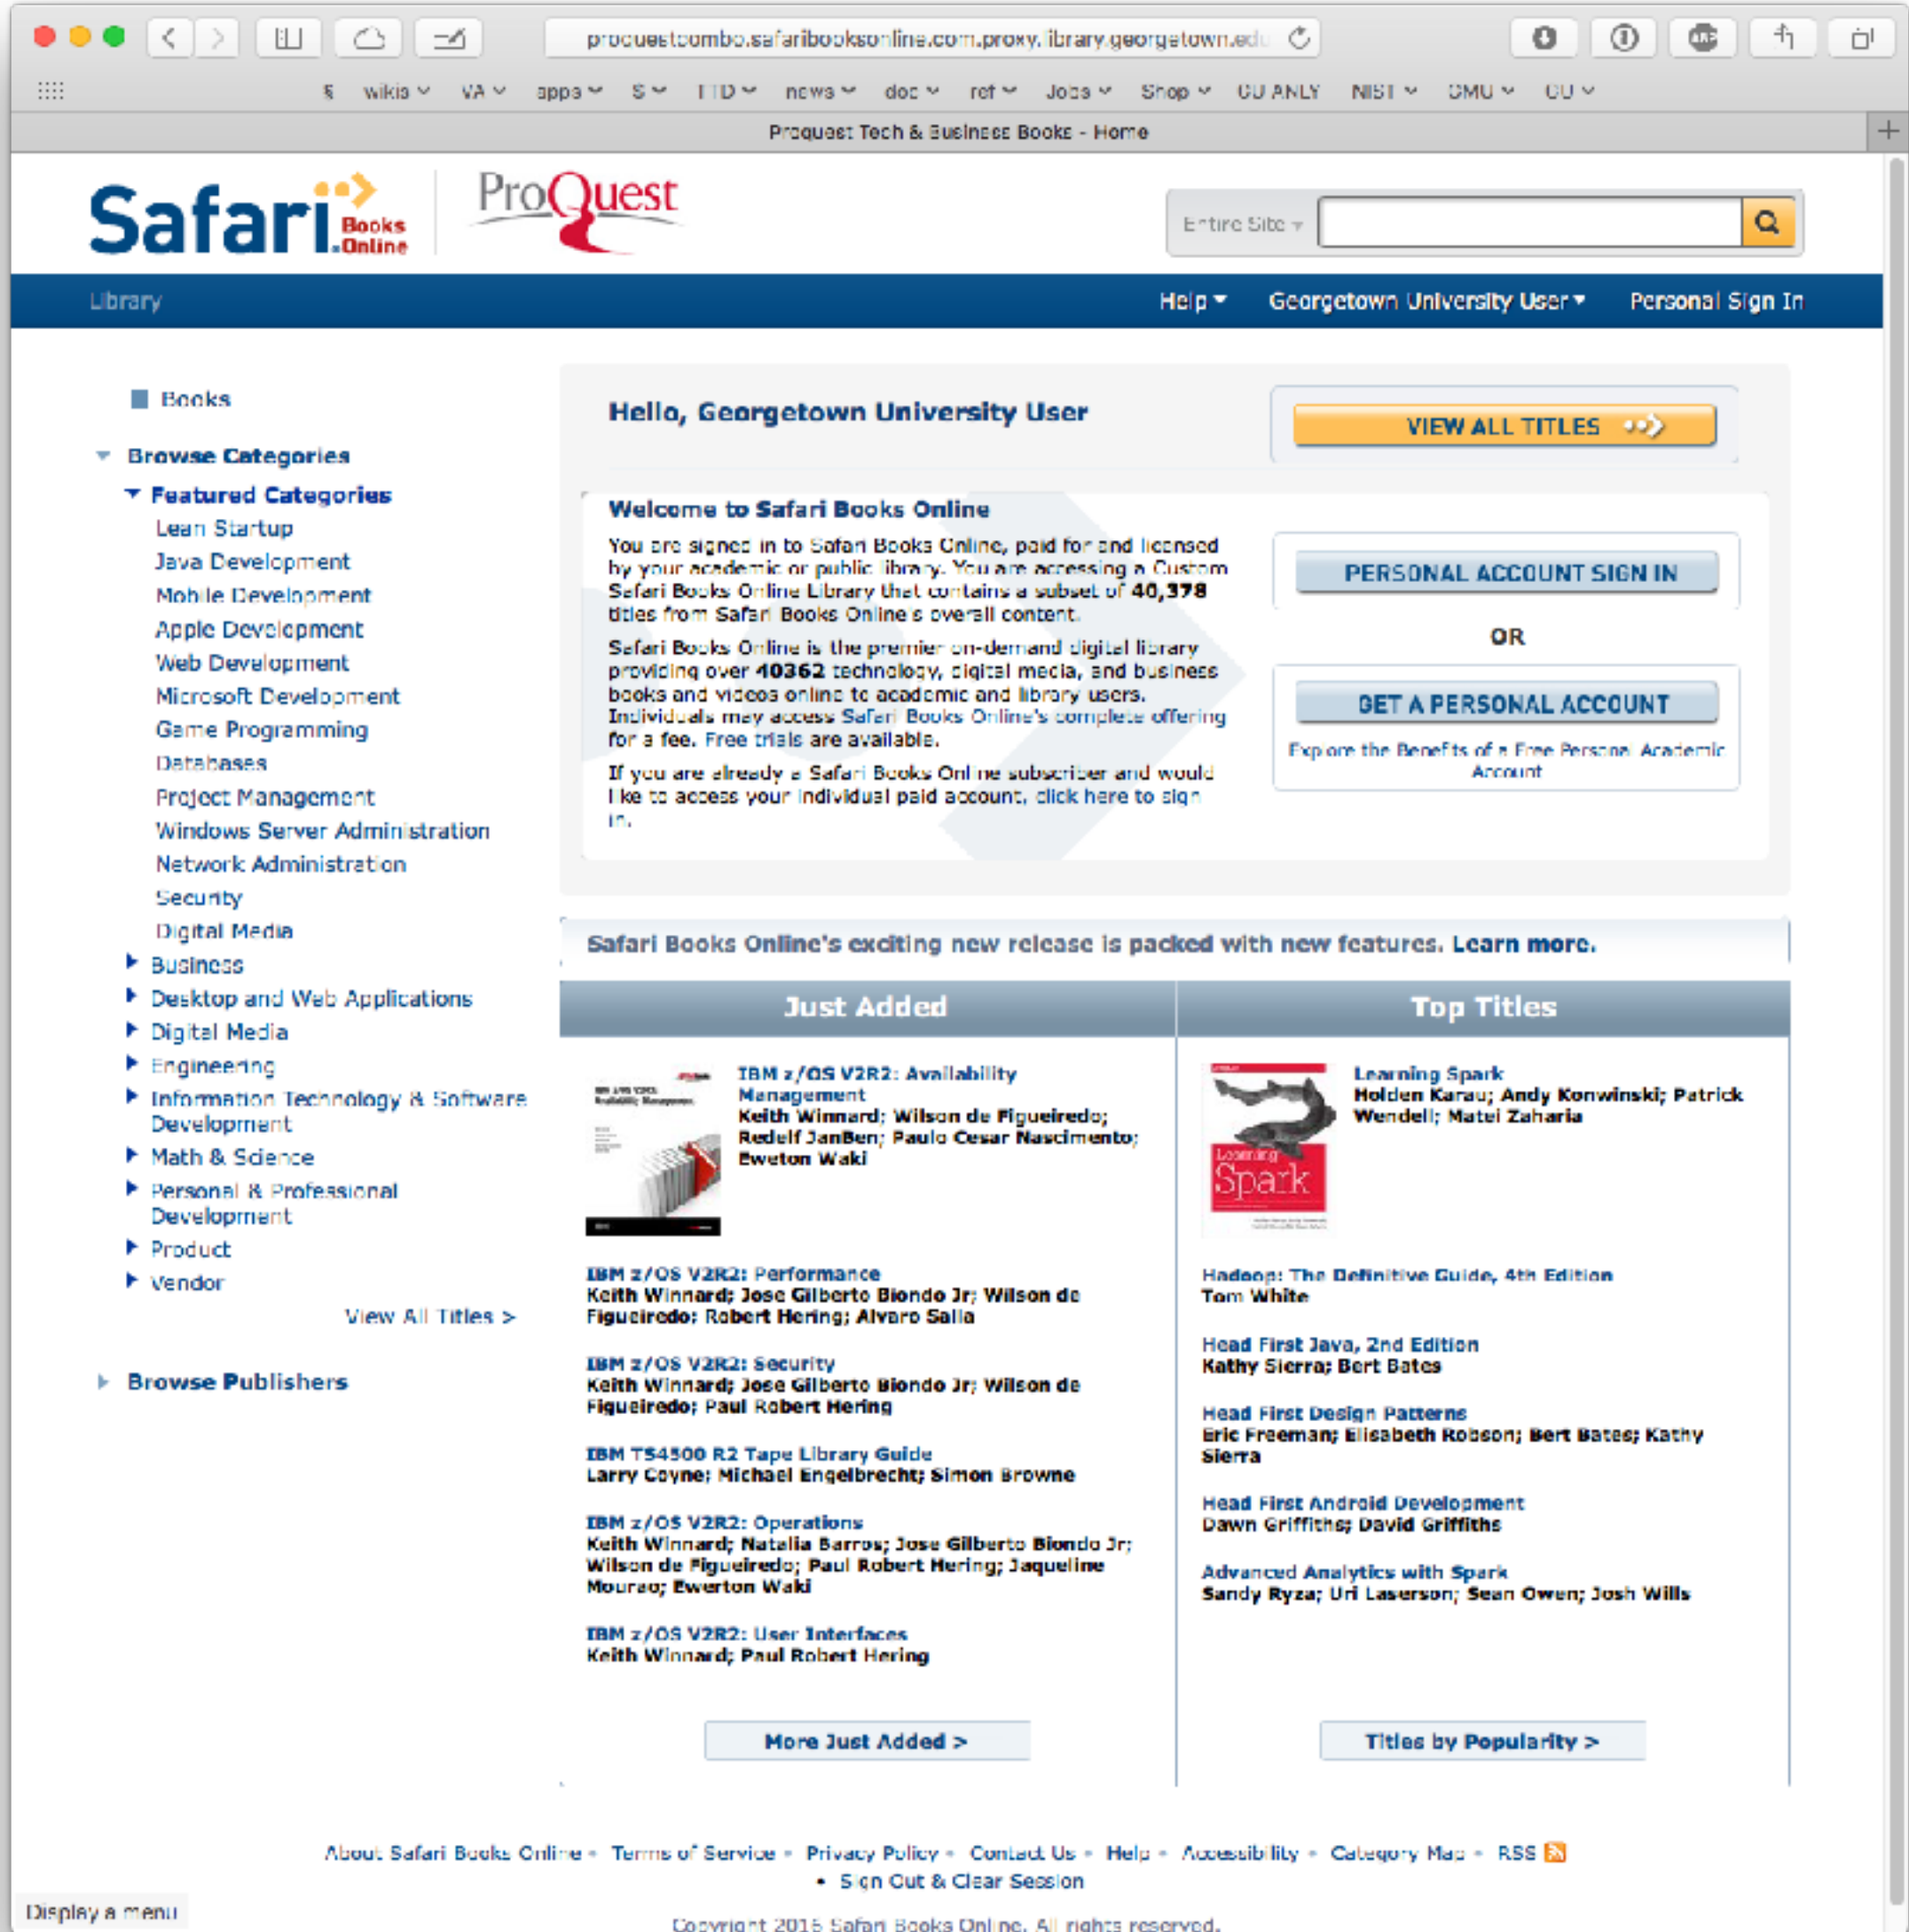 proquestcombo.safaribooksonline.com.proxy.library.georgetown.edu
§ wikis VA apps $ TTD news doc ref Jobs Shop GU ANLY NIST GMU GU
Proquest Tech & Business Books - Home
Safari Books Online
ProQuest
Entire Site
Library Help Georgetown University User Personal Sign In
Books
Browse Categories
Featured Categories
Lean Startup
Java Development
Mobile Development
Apple Development
Web Development
Microsoft Development
Game Programming
Databases
Project Management
Windows Server Administration
Network Administration
Security
Digital Media
Business
Desktop and Web Applications
Digital Media
Engineering
Information Technology & Software
Development
Math & Science
Personal & Professional
Development
Product
Vendor
View All Titles >
Browse Publishers
Hello, Georgetown University User
VIEW ALL TITLES
Welcome to Safari Books Online
You are signed in to Safari Books Online, paid for and licensed
by your academic or public library. You are accessing a Custom
Safari Books Online Library that contains a subset of 40,378
titles from Safari Books Online's overall content.
Safari Books Online is the premier on-demand digital library
providing over 40362 technology, digital media, and business
books and videos online to academic and library users.
Individuals may access Safari Books Online's complete offering
for a fee. Free trials are available.
If you are already a Safari Books Online subscriber and would
like to access your individual paid account, click here to sign
in.
PERSONAL ACCOUNT SIGN IN
OR
GET A PERSONAL ACCOUNT
Explore the Benefits of a Free Personal Academic
Account
Safari Books Online's exciting new release is packed with new features. Learn more.
Just Added
IBM z/OS V2R2: Availability
Management
Keith Winnard; Wilson de Figueiredo;
Redelf JanBen; Paulo Cesar Nascimento;
Eweton Waki
IBM z/OS V2R2: Performance
Keith Winnard; Jose Gilberto Biondo Jr; Wilson de
Figueiredo; Robert Hering; Alvaro Salla
IBM z/OS V2R2: Security
Keith Winnard; Jose Gilberto Biondo Jr; Wilson de
Figueiredo; Paul Robert Hering
IBM TS4500 R2 Tape Library Guide
Larry Coyne; Michael Engelbrecht; Simon Browne
IBM z/OS V2R2: Operations
Keith Winnard; Natalia Barros; Jose Gilberto Biondo Jr;
Wilson de Figueiredo; Paul Robert Hering; Jaqueline
Mourao; Ewerton Waki
IBM z/OS V2R2: User Interfaces
Keith Winnard; Paul Robert Hering
More Just Added >
Top Titles
Learning
Spark
Learning Spark
Holden Karau; Andy Konwinski; Patrick
Wendell; Matei Zaharia
Hadoop: The Definitive Guide, 4th Edition
Tom White
Head First Java, 2nd Edition
Kathy Sierra; Bert Bates
Head First Design Patterns
Eric Freeman; Elisabeth Robson; Bert Bates; Kathy
Sierra
Head First Android Development
Dawn Griffiths; David Griffiths
Advanced Analytics with Spark
Sandy Ryza; Uri Laserson; Sean Owen; Josh Wills
Titles by Popularity >
About Safari Books Online • Terms of Service • Privacy Policy • Contact Us • Help • Accessibility • Category Map • RSS
• Sign Out & Clear Session
Display a menu
Copyright 2016 Safari Books Online. All rights reserved.